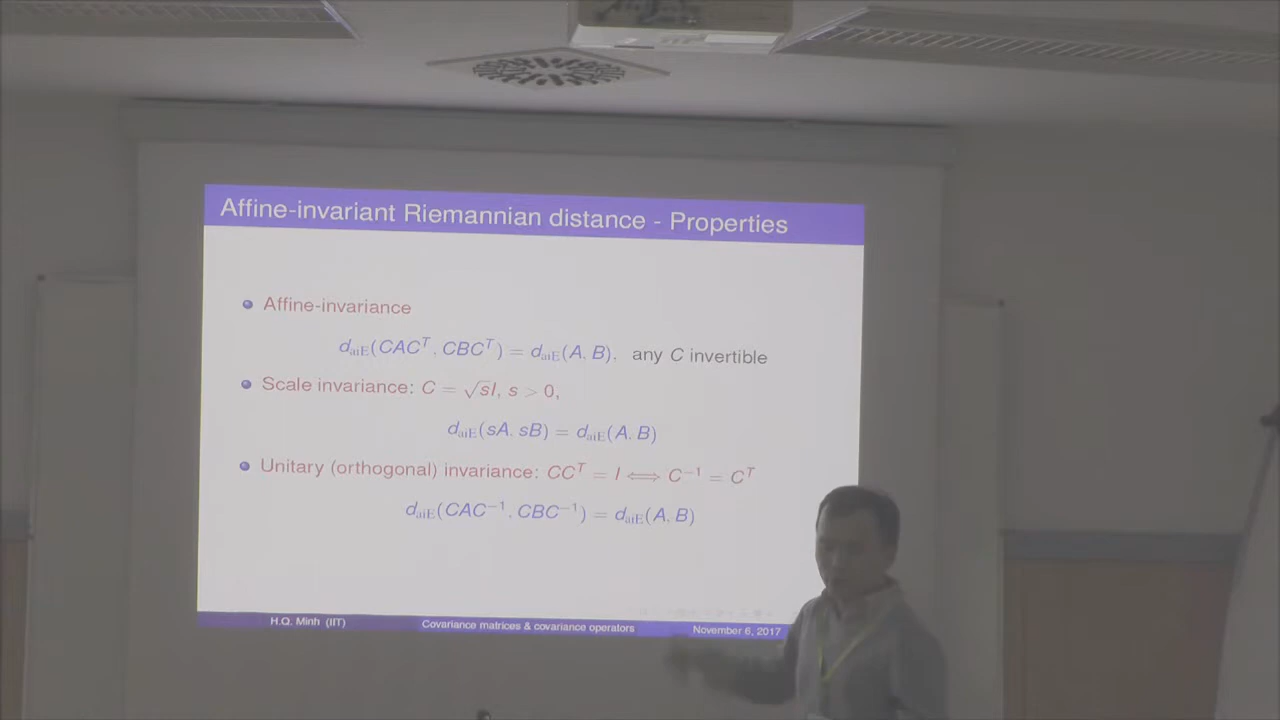 Affine-invariant Riemannian distance - Properties
Affine-invariance
d_aiE(CAC^T, CBC^T) = d_aiE(A, B), any C invertible
Scale invariance: C = √sI, s > 0,
d_aiE(sA, sB) = d_aiE(A, B)
Unitary (orthogonal) invariance: CC^T = I ⟺ C^−1 = C^T
d_aiE(CAC^−1, CBC^−1) = d_aiE(A, B)
H.Q. Minh (IIT) Covariance matrices & covariance operators November 6, 2017